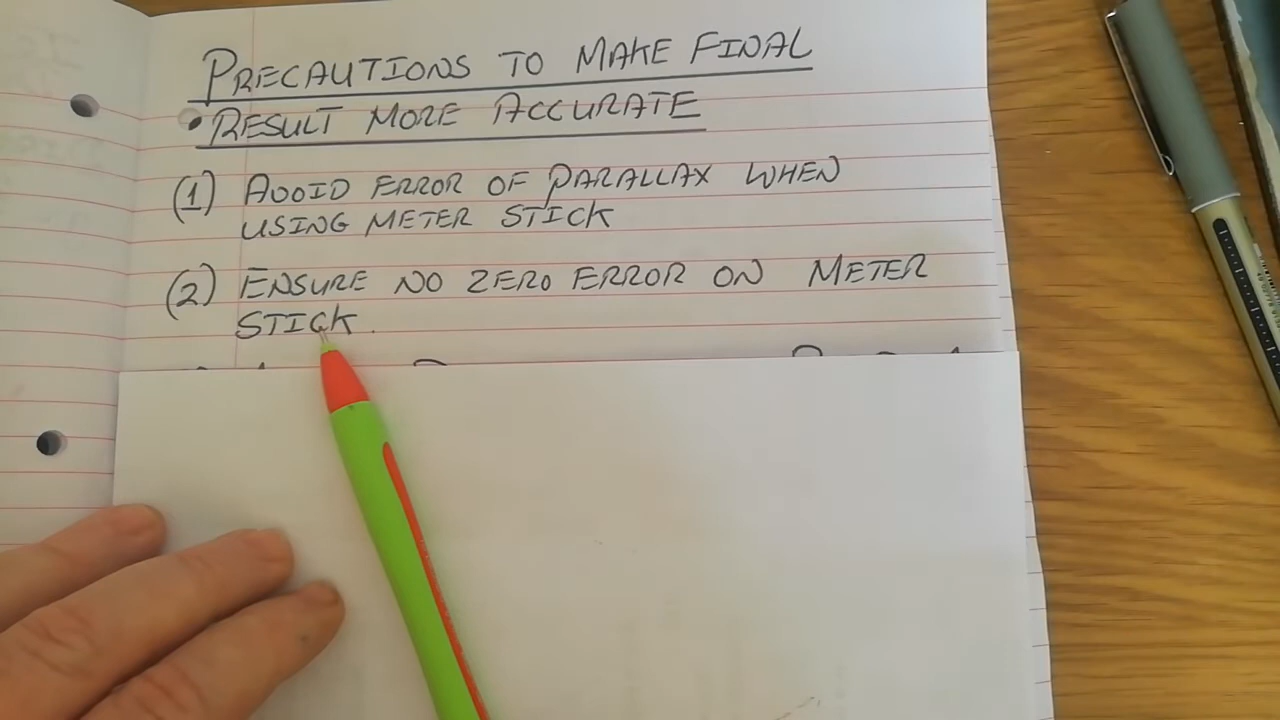 PRECAUTIONS TO MAKE FINAL
• RESULT MORE ACCURATE
(1) AVOID ERROR OF PARALLAX WHEN
USING METER STICK
(2) ENSURE NO ZERO ERROR ON METER
STICK.